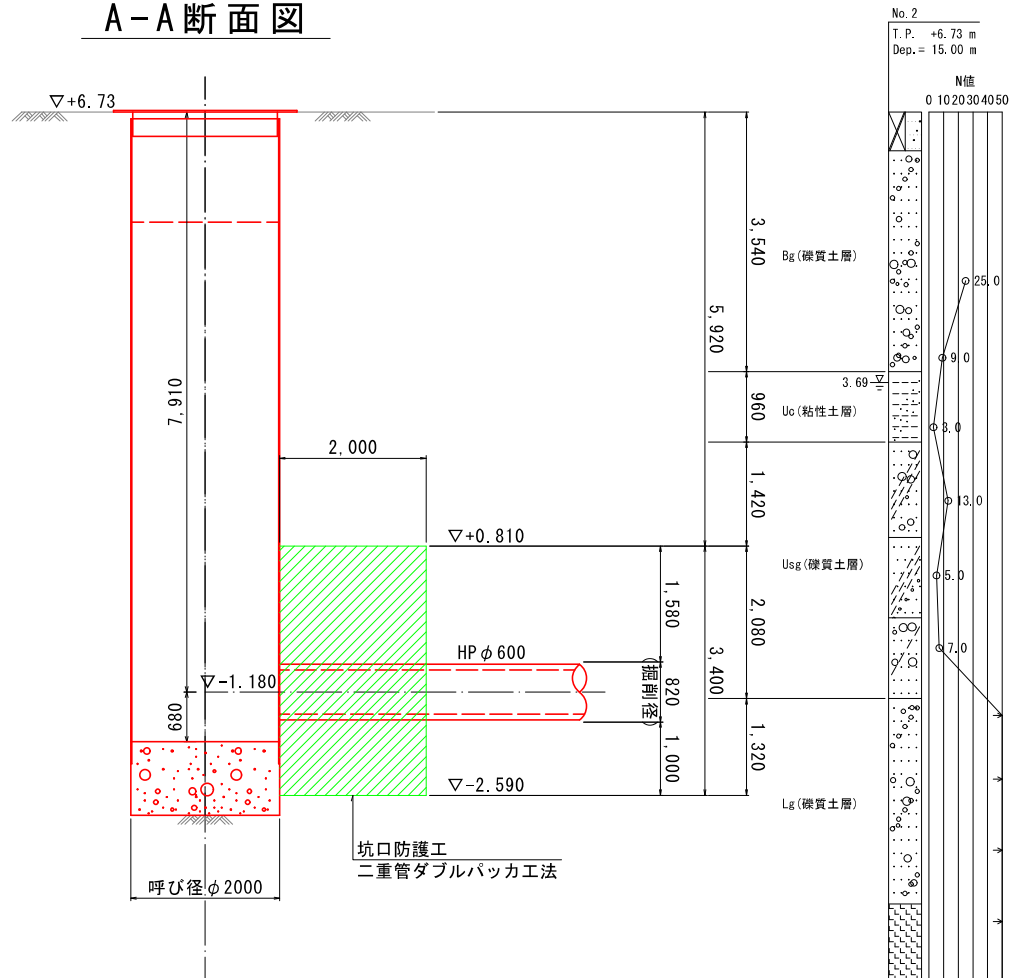 A-A断面図
No.2
T.P. +6.73 m
Dep.= 15.00 m
N値
0 10 20 30 40 50
▽+6.73
3,540
Bg(礫質土層)
25.0
5,920
9.0
3.69
7,910
960
Uc(粘性土層)
3.0
2,000
1,420
13.0
▽+0.810
Usg(礫質土層)
5.0
1,580
2,080
HPφ600
7.0
3,400
▽-1.180
820
(掘削径)
680
1,000
1,320
▽-2.590
Lg(礫質土層)
坑口防護工
二重管ダブルパッカ工法
呼び径φ2000